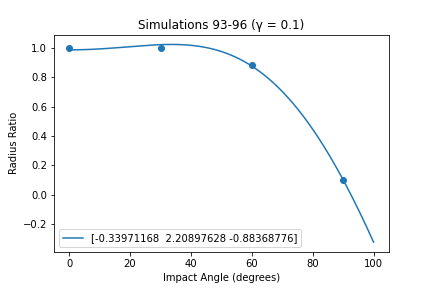 Simulations 93-96 (γ = 0.1)
Radius Ratio
1.0
0.8
0.6
0.4
0.2
0.0
−0.2
[-0.33971168 2.20897628 -0.88368776]
0 20 40 60 80 100
Impact Angle (degrees)